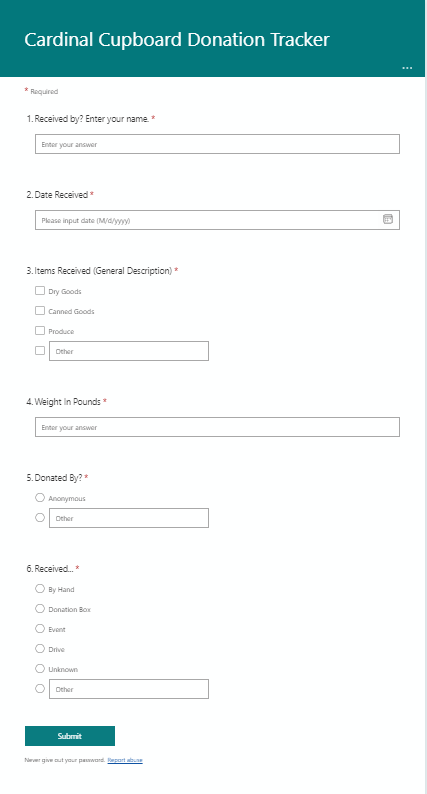 Cardinal Cupboard Donation Tracker
...
* Required
1. Received by? Enter your name. *
Enter your answer
2. Date Received *
Please input date (M/d/yyyy)
3. Items Received (General Description) *
Dry Goods
Canned Goods
Produce
Other
4. Weight In Pounds *
Enter your answer
5. Donated By? *
Anonymous
Other
6. Received... *
By Hand
Donation Box
Event
Drive
Unknown
Other
Submit
Never give out your password. Report abuse